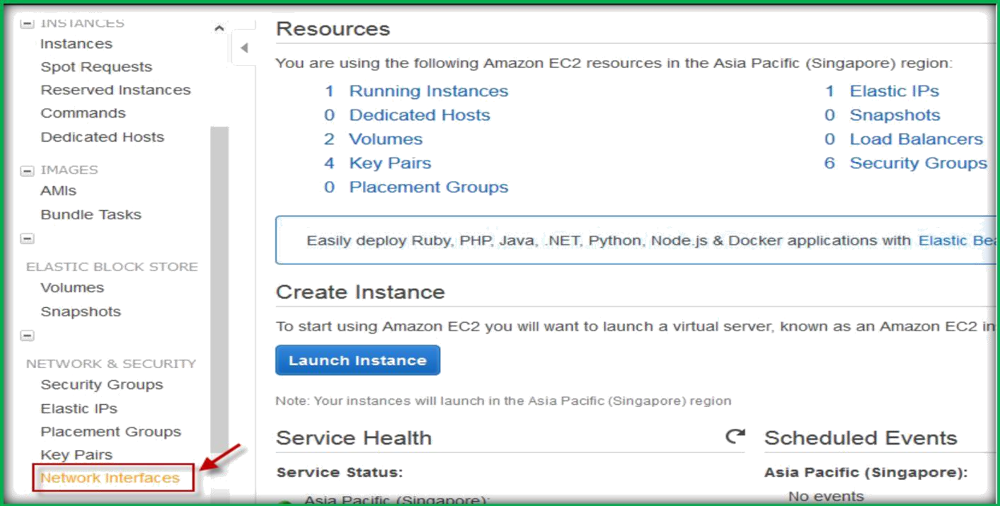 INSTANCES
Instances
Spot Requests
Reserved Instances
Commands
Dedicated Hosts
IMAGES
AMIs
Bundle Tasks
ELASTIC BLOCK STORE
Volumes
Snapshots
NETWORK & SECURITY
Security Groups
Elastic IPs
Placement Groups
Key Pairs
Network Interfaces
Resources
You are using the following Amazon EC2 resources in the Asia Pacific (Singapore) region:
1 Running Instances
0 Dedicated Hosts
2 Volumes
4 Key Pairs
0 Placement Groups
1 Elastic IPs
0 Snapshots
0 Load Balancers
6 Security Groups
Easily deploy Ruby, PHP, Java, .NET, Python, Node.js & Docker applications with Elastic Bea
Create Instance
To start using Amazon EC2 you will want to launch a virtual server, known as an Amazon EC2 in
Launch Instance
Note: Your instances will launch in the Asia Pacific (Singapore) region
Service Health
Service Status:
Asia Pacific (Singapore):
Scheduled Events
Asia Pacific (Singapore):
No events